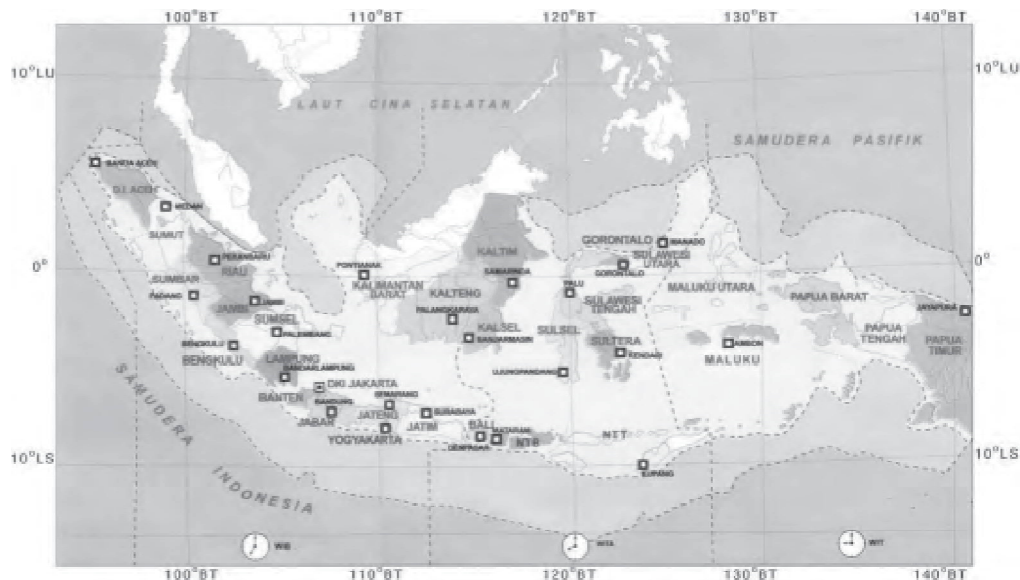 100°BT 110°BT 120°BT 130°BT 140°BT
10°LU 10°LU
LAUT CINA SELATAN
SAMUDERA PASIFIK
BANDA ACEH
D.I.ACEH
MEDAN
SUMUT
GORONTALO MANADO
SULAWESI
UTARA
GORONTALO
0° 0°
PEKANBARU
RIAU
SUMBAR
PADANG
PONTIANAK
KALIMANTAN
BARAT
KALTIM
SAMARINDA
KALTENG
PALANGKARAYA
PALU
SULAWESI
TENGAH
MALUKU UTARA
PAPUA BARAT
JAYAPURA
JAMBI
JAMBI
SUMSEL
PALEMBANG
KALSEL
BANJARMASIN
SULSEL
SULTERA
KENDARI
AMBON
MALUKU
PAPUA
TENGAH
PAPUA
TIMUR
BENGKULU
BENGKULU
LAMPUNG
BANDARLAMPUNG
UJUNGPANDANG
DKI JAKARTA
BANTEN
SEMARANG
BANDUNG
JATENG
SURABAYA
JABAR
JATIM
YOGYAKARTA
BALI
MATARAM
DENPASAR
NTB
NTT
KUPANG
10°LS 10°LS
SAMUDERA
INDONESIA
WIB WITA WIT
100°BT 110°BT 120°BT 130°BT 140°BT